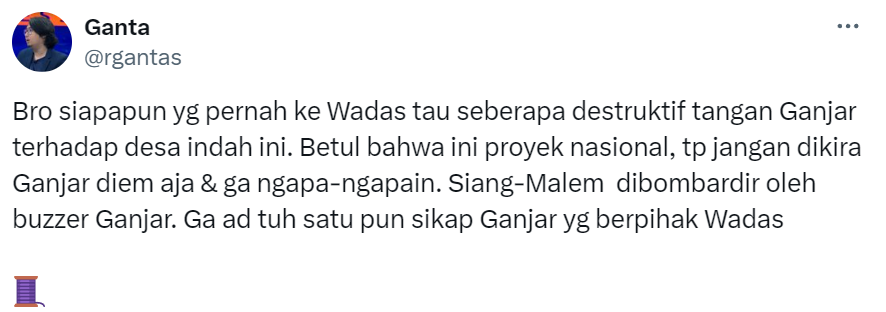 Ganta
@rgantas
Bro siapapun yg pernah ke Wadas tau seberapa destruktif tangan Ganjar
terhadap desa indah ini. Betul bahwa ini proyek nasional, tp jangan dikira
Ganjar diem aja & ga ngapa-ngapain. Siang-Malem  dibombardir oleh
buzzer Ganjar. Ga ad tuh satu pun sikap Ganjar yg berpihak Wadas
🧵